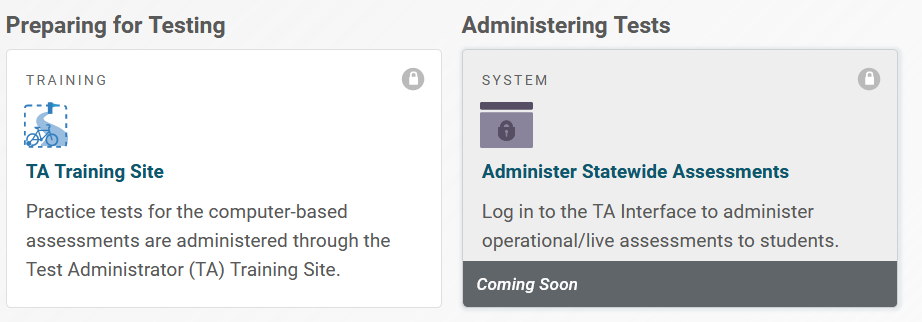 Preparing for Testing
TRAINING
TA Training Site
Practice tests for the computer-based
assessments are administered through the
Test Administrator (TA) Training Site.
Administering Tests
SYSTEM
Administer Statewide Assessments
Log in to the TA Interface to administer
operational/live assessments to students.
Coming Soon